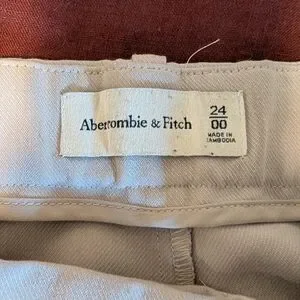 Abercrombie & Fitch
24
00
MADE IN
CAMBODIA